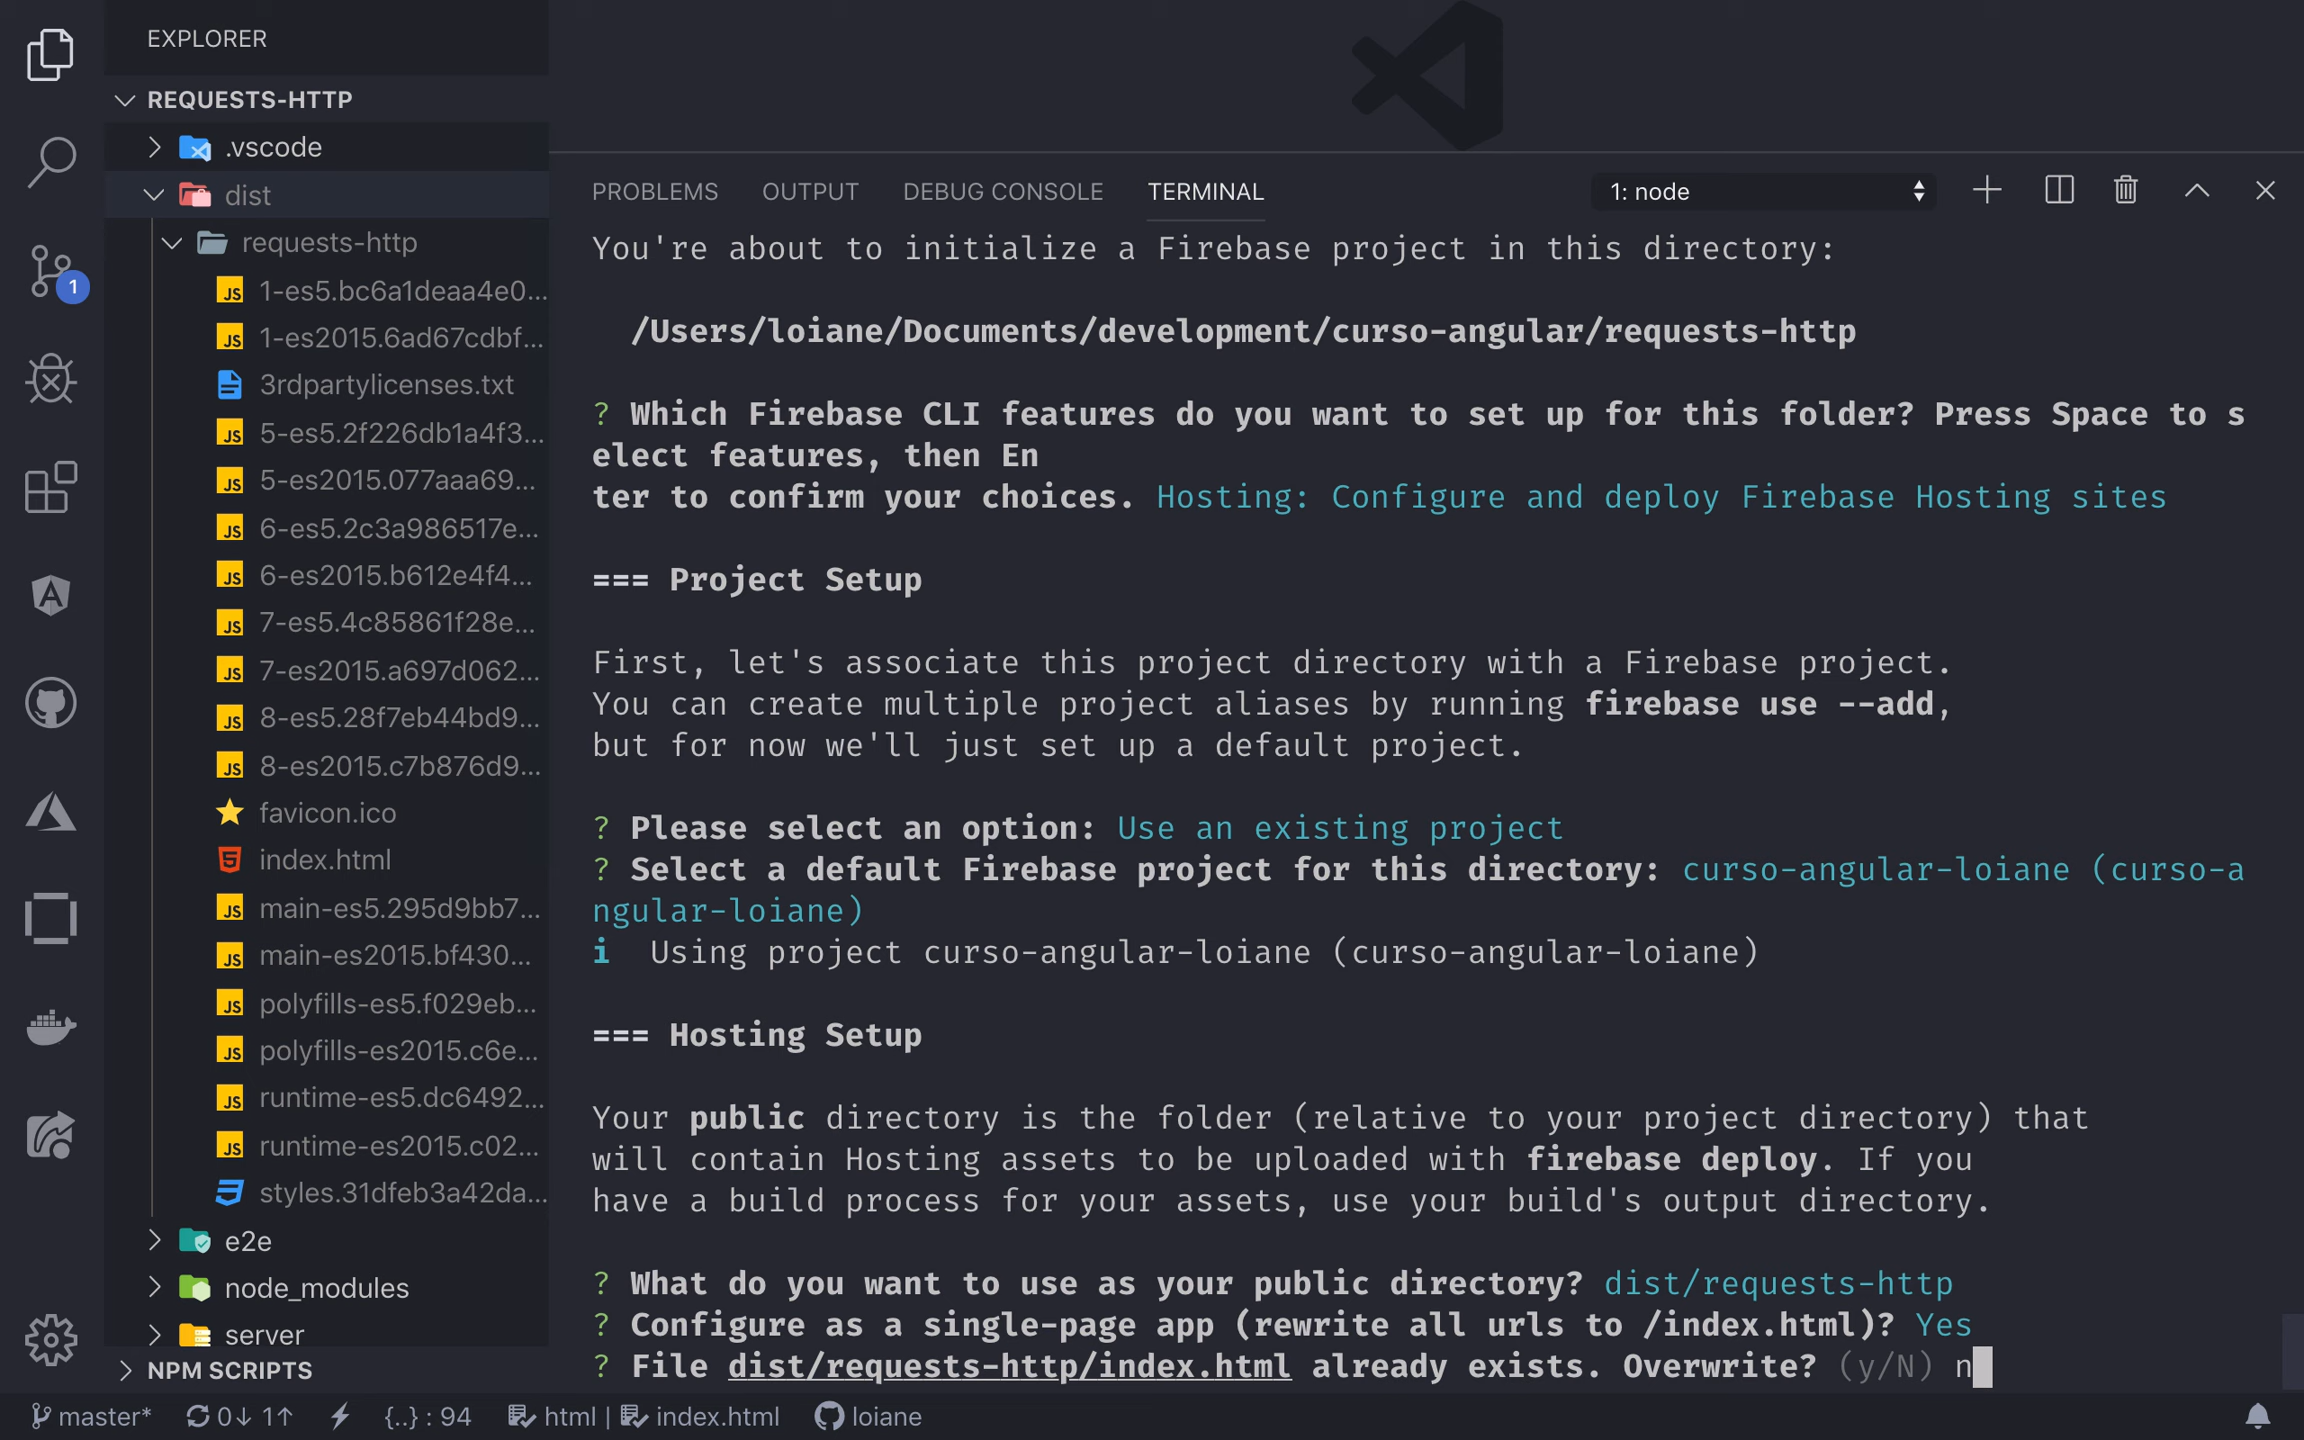 EXPLORER
REQUESTS-HTTP
.vscode
dist
requests-http
1-es5.bc6a1deaa4e0...
1-es2015.6ad67cdbf...
3rdpartylicenses.txt
5-es5.2f226db1a4f3...
5-es2015.077aaa69...
6-es5.2c3a986517e...
6-es2015.b612e4f4...
7-es5.4c85861f28e...
7-es2015.a697d062...
8-es5.28f7eb44bd9...
8-es2015.c7b876d9...
favicon.ico
index.html
main-es5.295d9bb7...
main-es2015.bf430...
polyfills-es5.f029eb...
polyfills-es2015.c6e...
runtime-es5.dc6492...
runtime-es2015.c02...
styles.31dfeb3a42da...
e2e
node_modules
server
NPM SCRIPTS
1
PROBLEMS OUTPUT DEBUG CONSOLE TERMINAL 1: node
You're about to initialize a Firebase project in this directory:
/Users/loiane/Documents/development/curso-angular/requests-http
? Which Firebase CLI features do you want to set up for this folder? Press Space to s
elect features, then En
ter to confirm your choices. Hosting: Configure and deploy Firebase Hosting sites
=== Project Setup
First, let's associate this project directory with a Firebase project.
You can create multiple project aliases by running firebase use --add,
but for now we'll just set up a default project.
? Please select an option: Use an existing project
? Select a default Firebase project for this directory: curso-angular-loiane (curso-a
ngular-loiane)
i Using project curso-angular-loiane (curso-angular-loiane)
=== Hosting Setup
Your public directory is the folder (relative to your project directory) that
will contain Hosting assets to be uploaded with firebase deploy. If you
have a build process for your assets, use your build's output directory.
? What do you want to use as your public directory? dist/requests-http
? Configure as a single-page app (rewrite all urls to /index.html)? Yes
? File dist/requests-http/index.html already exists. Overwrite? (y/N) n
master* 0↓ 1↑ {..} : 94 html | index.html loiane